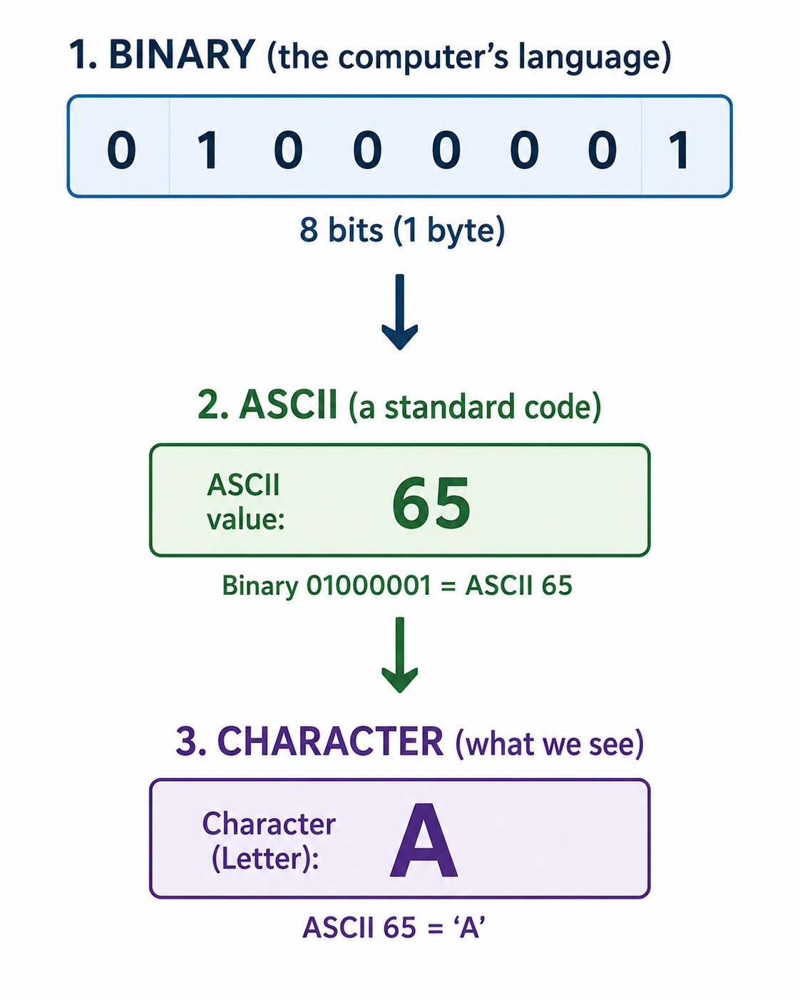 1. BINARY (the computer’s language)
0 1 0 0 0 0 0 1
8 bits (1 byte)
2. ASCII (a standard code)
ASCII
value:
65
Binary 01000001 = ASCII 65
3. CHARACTER (what we see)
Character
(Letter):
A
ASCII 65 = ‘A’